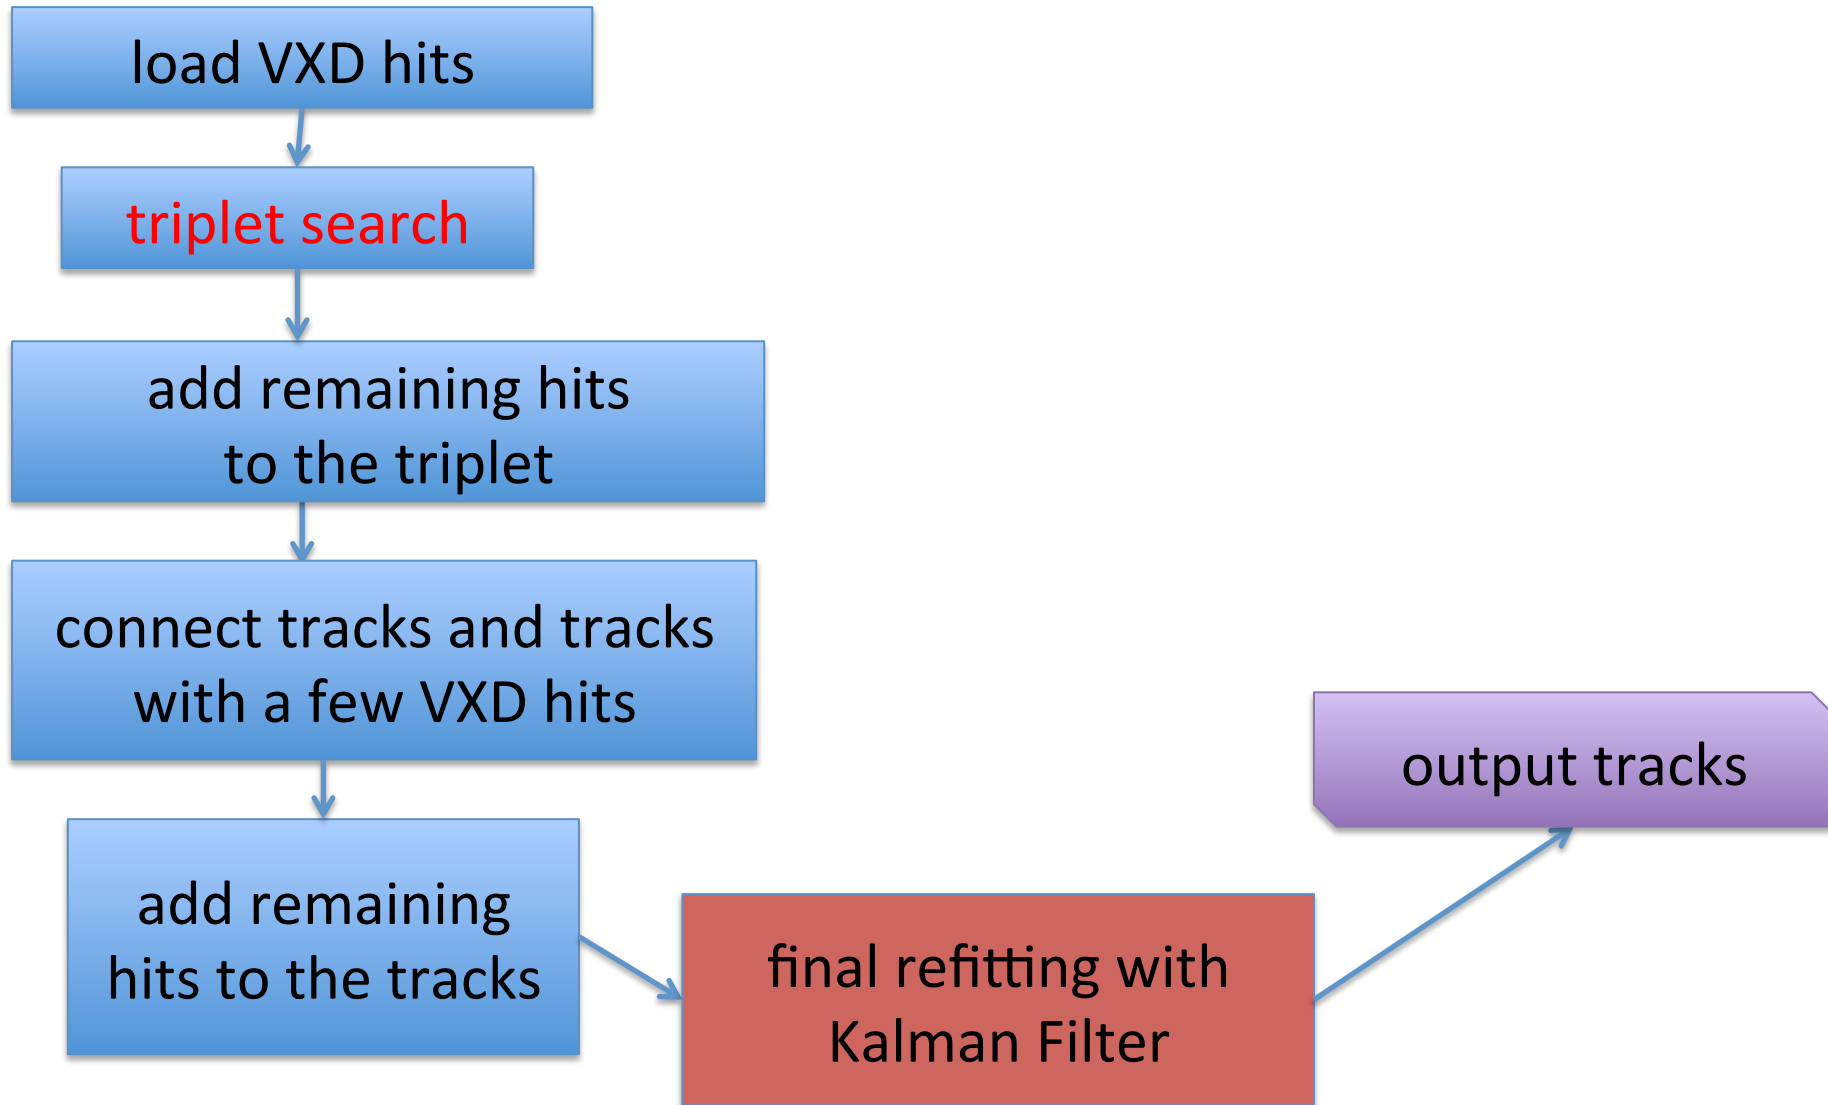 load VXD hits
triplet search
add remaining hits
to the triplet
connect tracks and tracks
with a few VXD hits
add remaining
hits to the tracks
final refitting with
Kalman Filter
output tracks